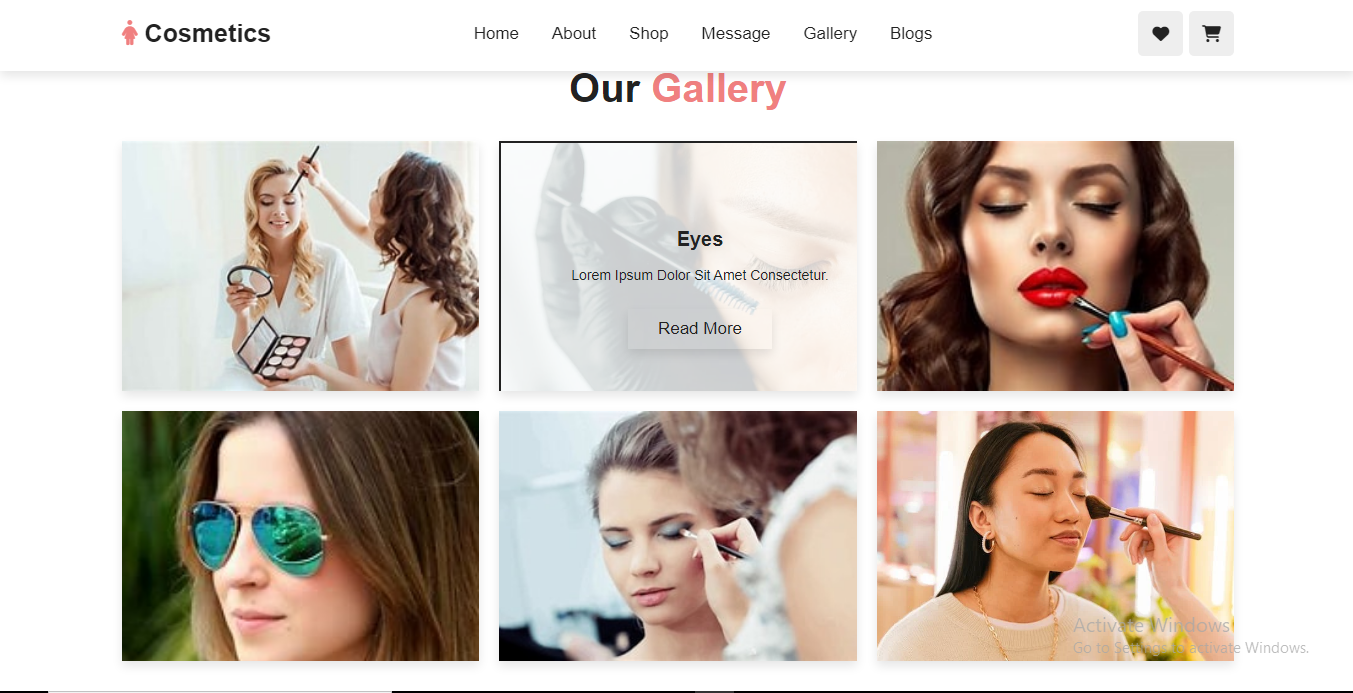 Cosmetics
Home About Shop Message Gallery Blogs
Our Gallery
Eyes
Lorem Ipsum Dolor Sit Amet Consectetur.
Read More
Activate Windows
Go to Settings to activate Windows.